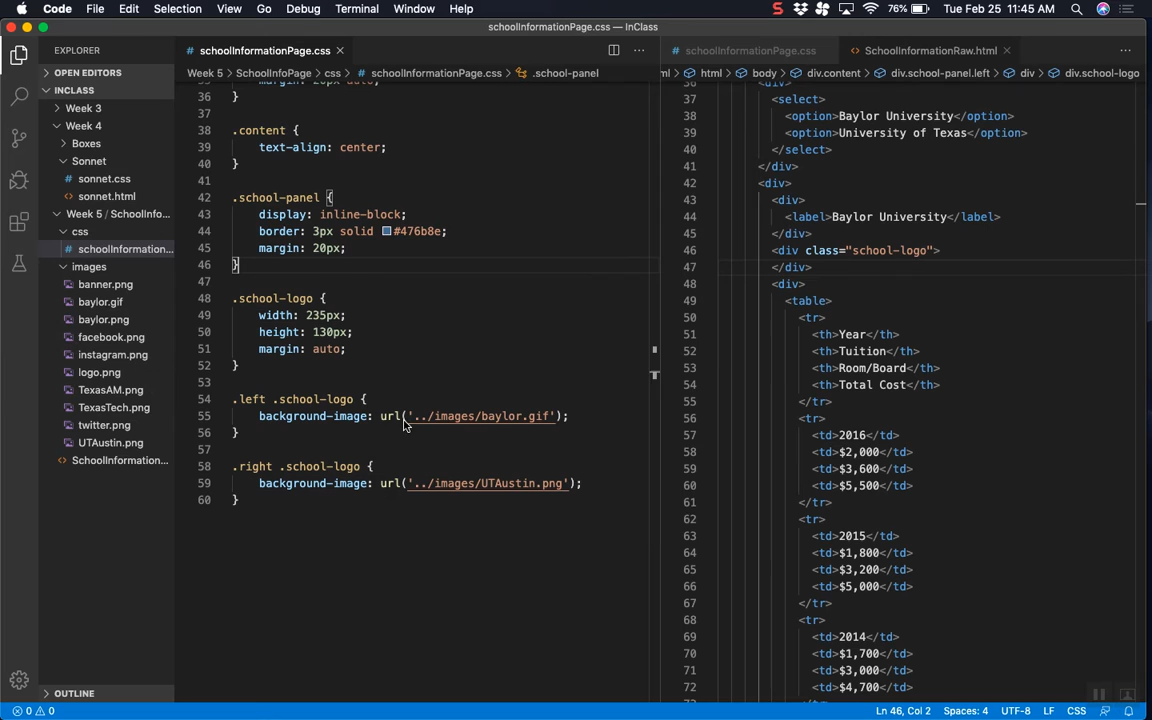 Code File Edit Selection View Go Debug Terminal Window Help 76% Tue Feb 25 11:45 AM
schoolInformationPage.css — InClass
EXPLORER
OPEN EDITORS
INCLASS
Week 3
Week 4
Boxes
Sonnet
sonnet.css
sonnet.html
Week 5 / SchoolInfo...
css
schoolInformation...
images
banner.png
baylor.gif
baylor.png
facebook.png
instagram.png
logo.png
TexasAM.png
TexasTech.png
twitter.png
UTAustin.png
SchoolInformation...
OUTLINE
schoolInformationPage.css
Week 5 > SchoolInfoPage > css > schoolInformationPage.css > .school-panel
36 }
37
38 .content {
39 text-align: center;
40 }
41
42 .school-panel {
43 display: inline-block;
44 border: 3px solid #476b8e;
45 margin: 20px;
46 }
47
48 .school-logo {
49 width: 235px;
50 height: 130px;
51 margin: auto;
52 }
53
54 .left .school-logo {
55 background-image: url('../images/baylor.gif');
56 }
57
58 .right .school-logo {
59 background-image: url('../images/UTAustin.png');
60 }
schoolInformationPage.css SchoolInformationRaw.html
ml > html > body > div.content > div.school-panel.left > div > div.school-logo
37 <select>
38 <option>Baylor University</option>
39 <option>University of Texas</option>
40 </select>
41 </div>
42 <div>
43 <div>
44 <label>Baylor University</label>
45 </div>
46 <div class="school-logo">
47 </div>
48 <div>
49 <table>
50 <tr>
51 <th>Year</th>
52 <th>Tuition</th>
53 <th>Room/Board</th>
54 <th>Total Cost</th>
55 </tr>
56 <tr>
57 <td>2016</td>
58 <td>$2,000</td>
59 <td>$3,600</td>
60 <td>$5,500</td>
61 </tr>
62 <tr>
63 <td>2015</td>
64 <td>$1,800</td>
65 <td>$3,200</td>
66 <td>$5,000</td>
67 </tr>
68 <tr>
69 <td>2014</td>
70 <td>$1,700</td>
71 <td>$3,000</td>
72 <td>$4,700</td>
0 0 Ln 46, Col 2 Spaces: 4 UTF-8 LF CSS